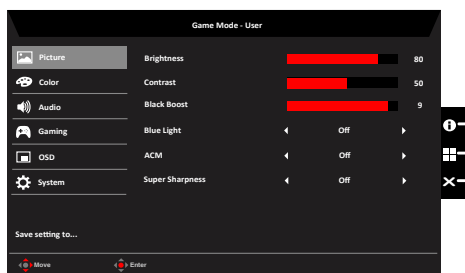 Game Mode - User
Picture
Brightness 80
Color
Contrast 50
Audio
Black Boost 9
Gaming
Blue Light Off
OSD
ACM Off
System
Super Sharpness Off
Save setting to...
Move Enter